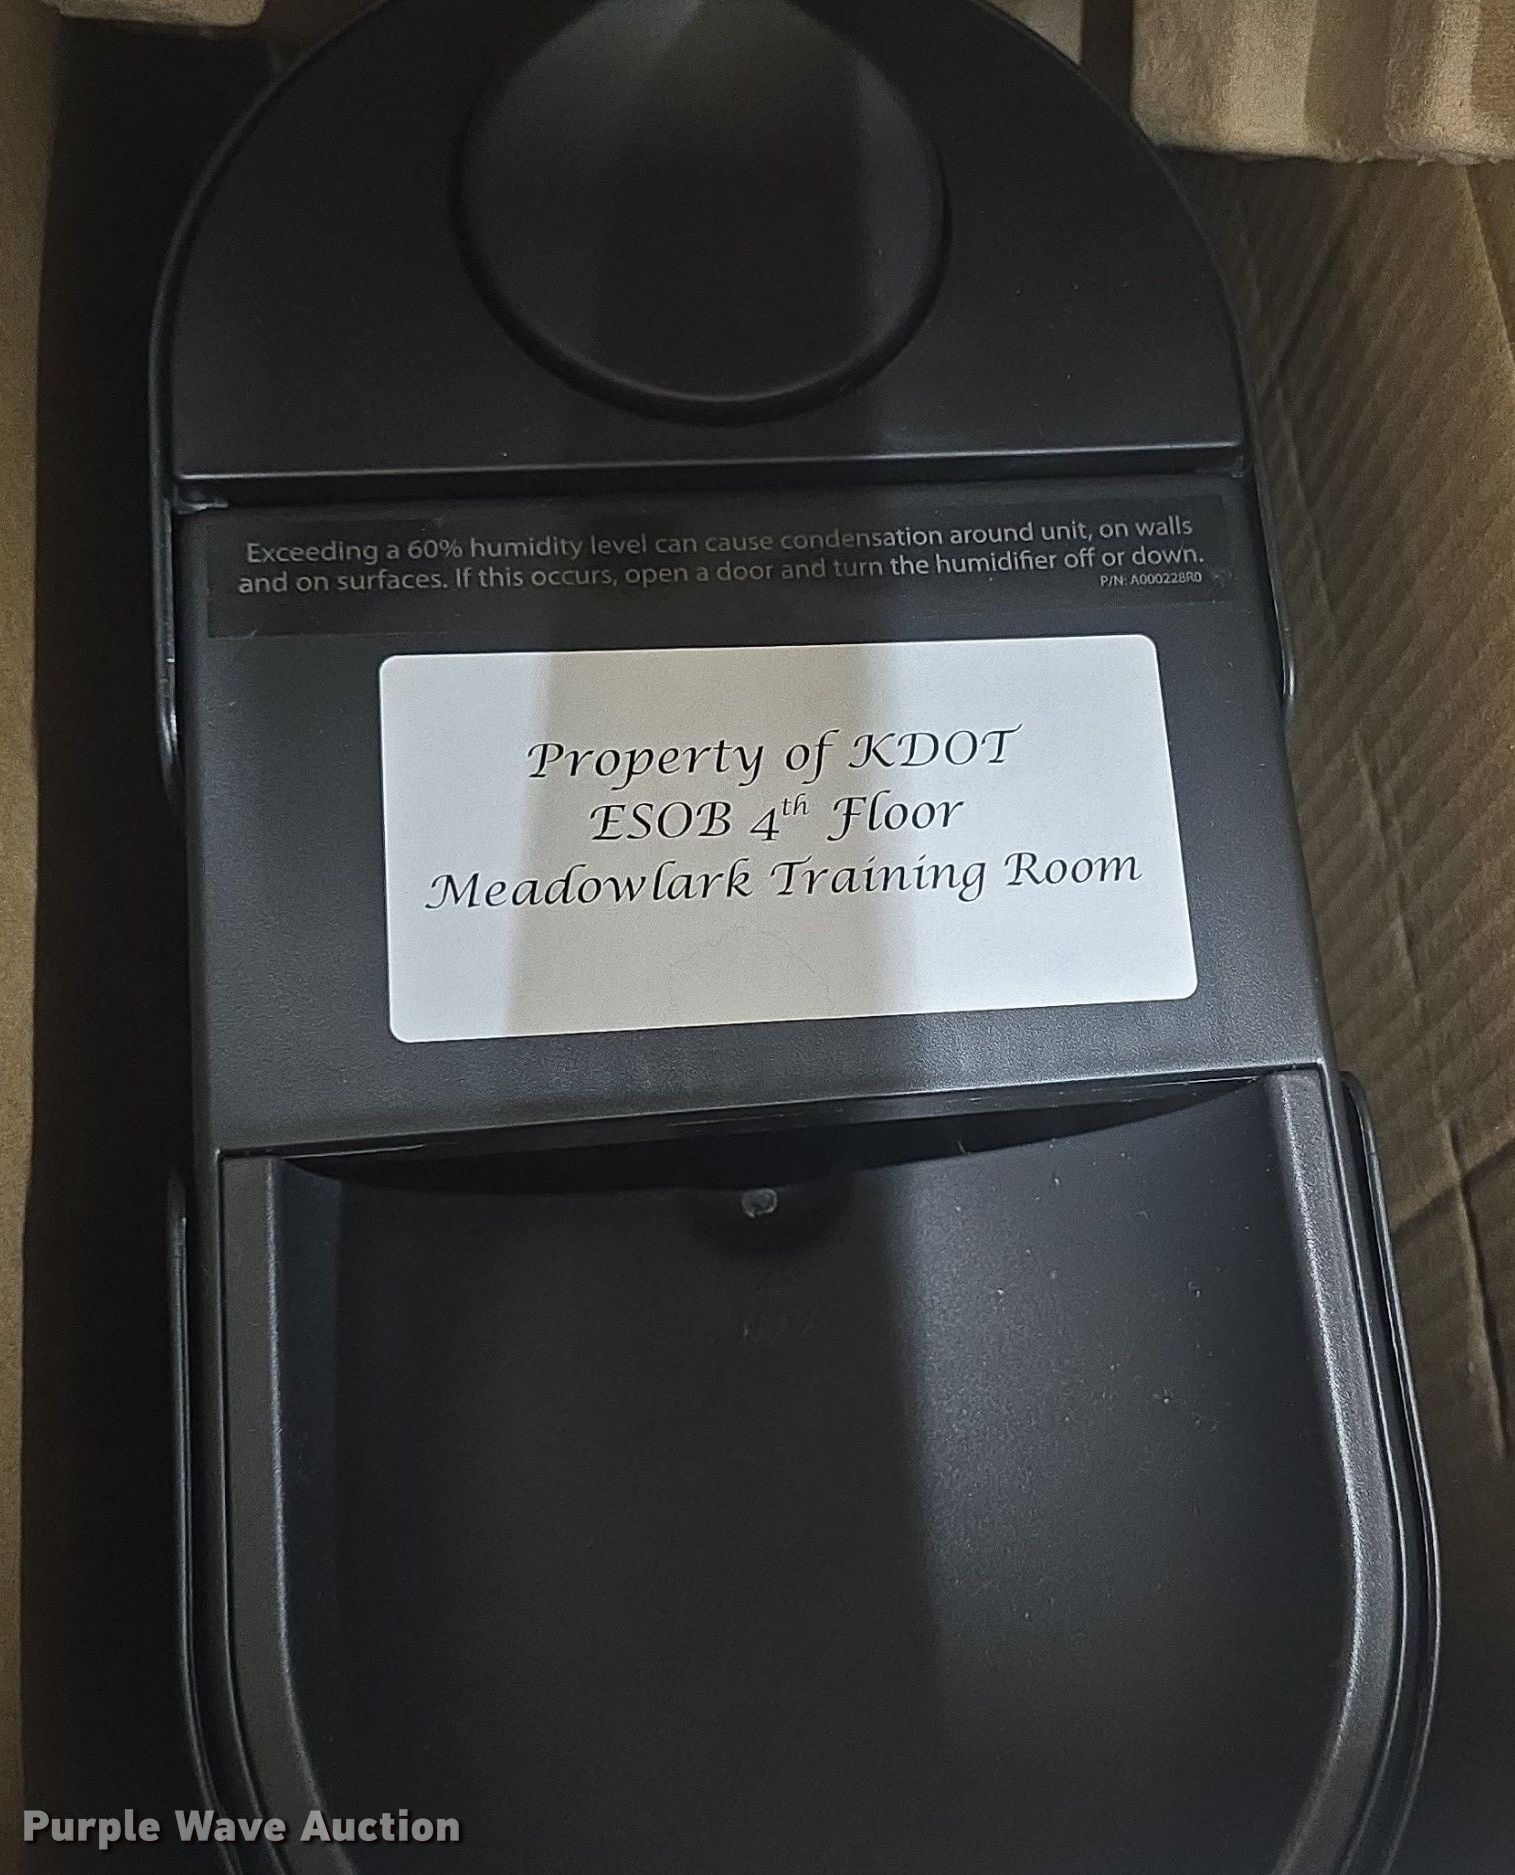 Exceeding a 60% humidity level can cause condensation around unit, on walls
and on surfaces. If this occurs, open a door and turn the humidifier off or down.
P/N: A000228R0
Property of KDOT
ESOB 4th Floor
Meadowlark Training Room
Purple Wave Auction